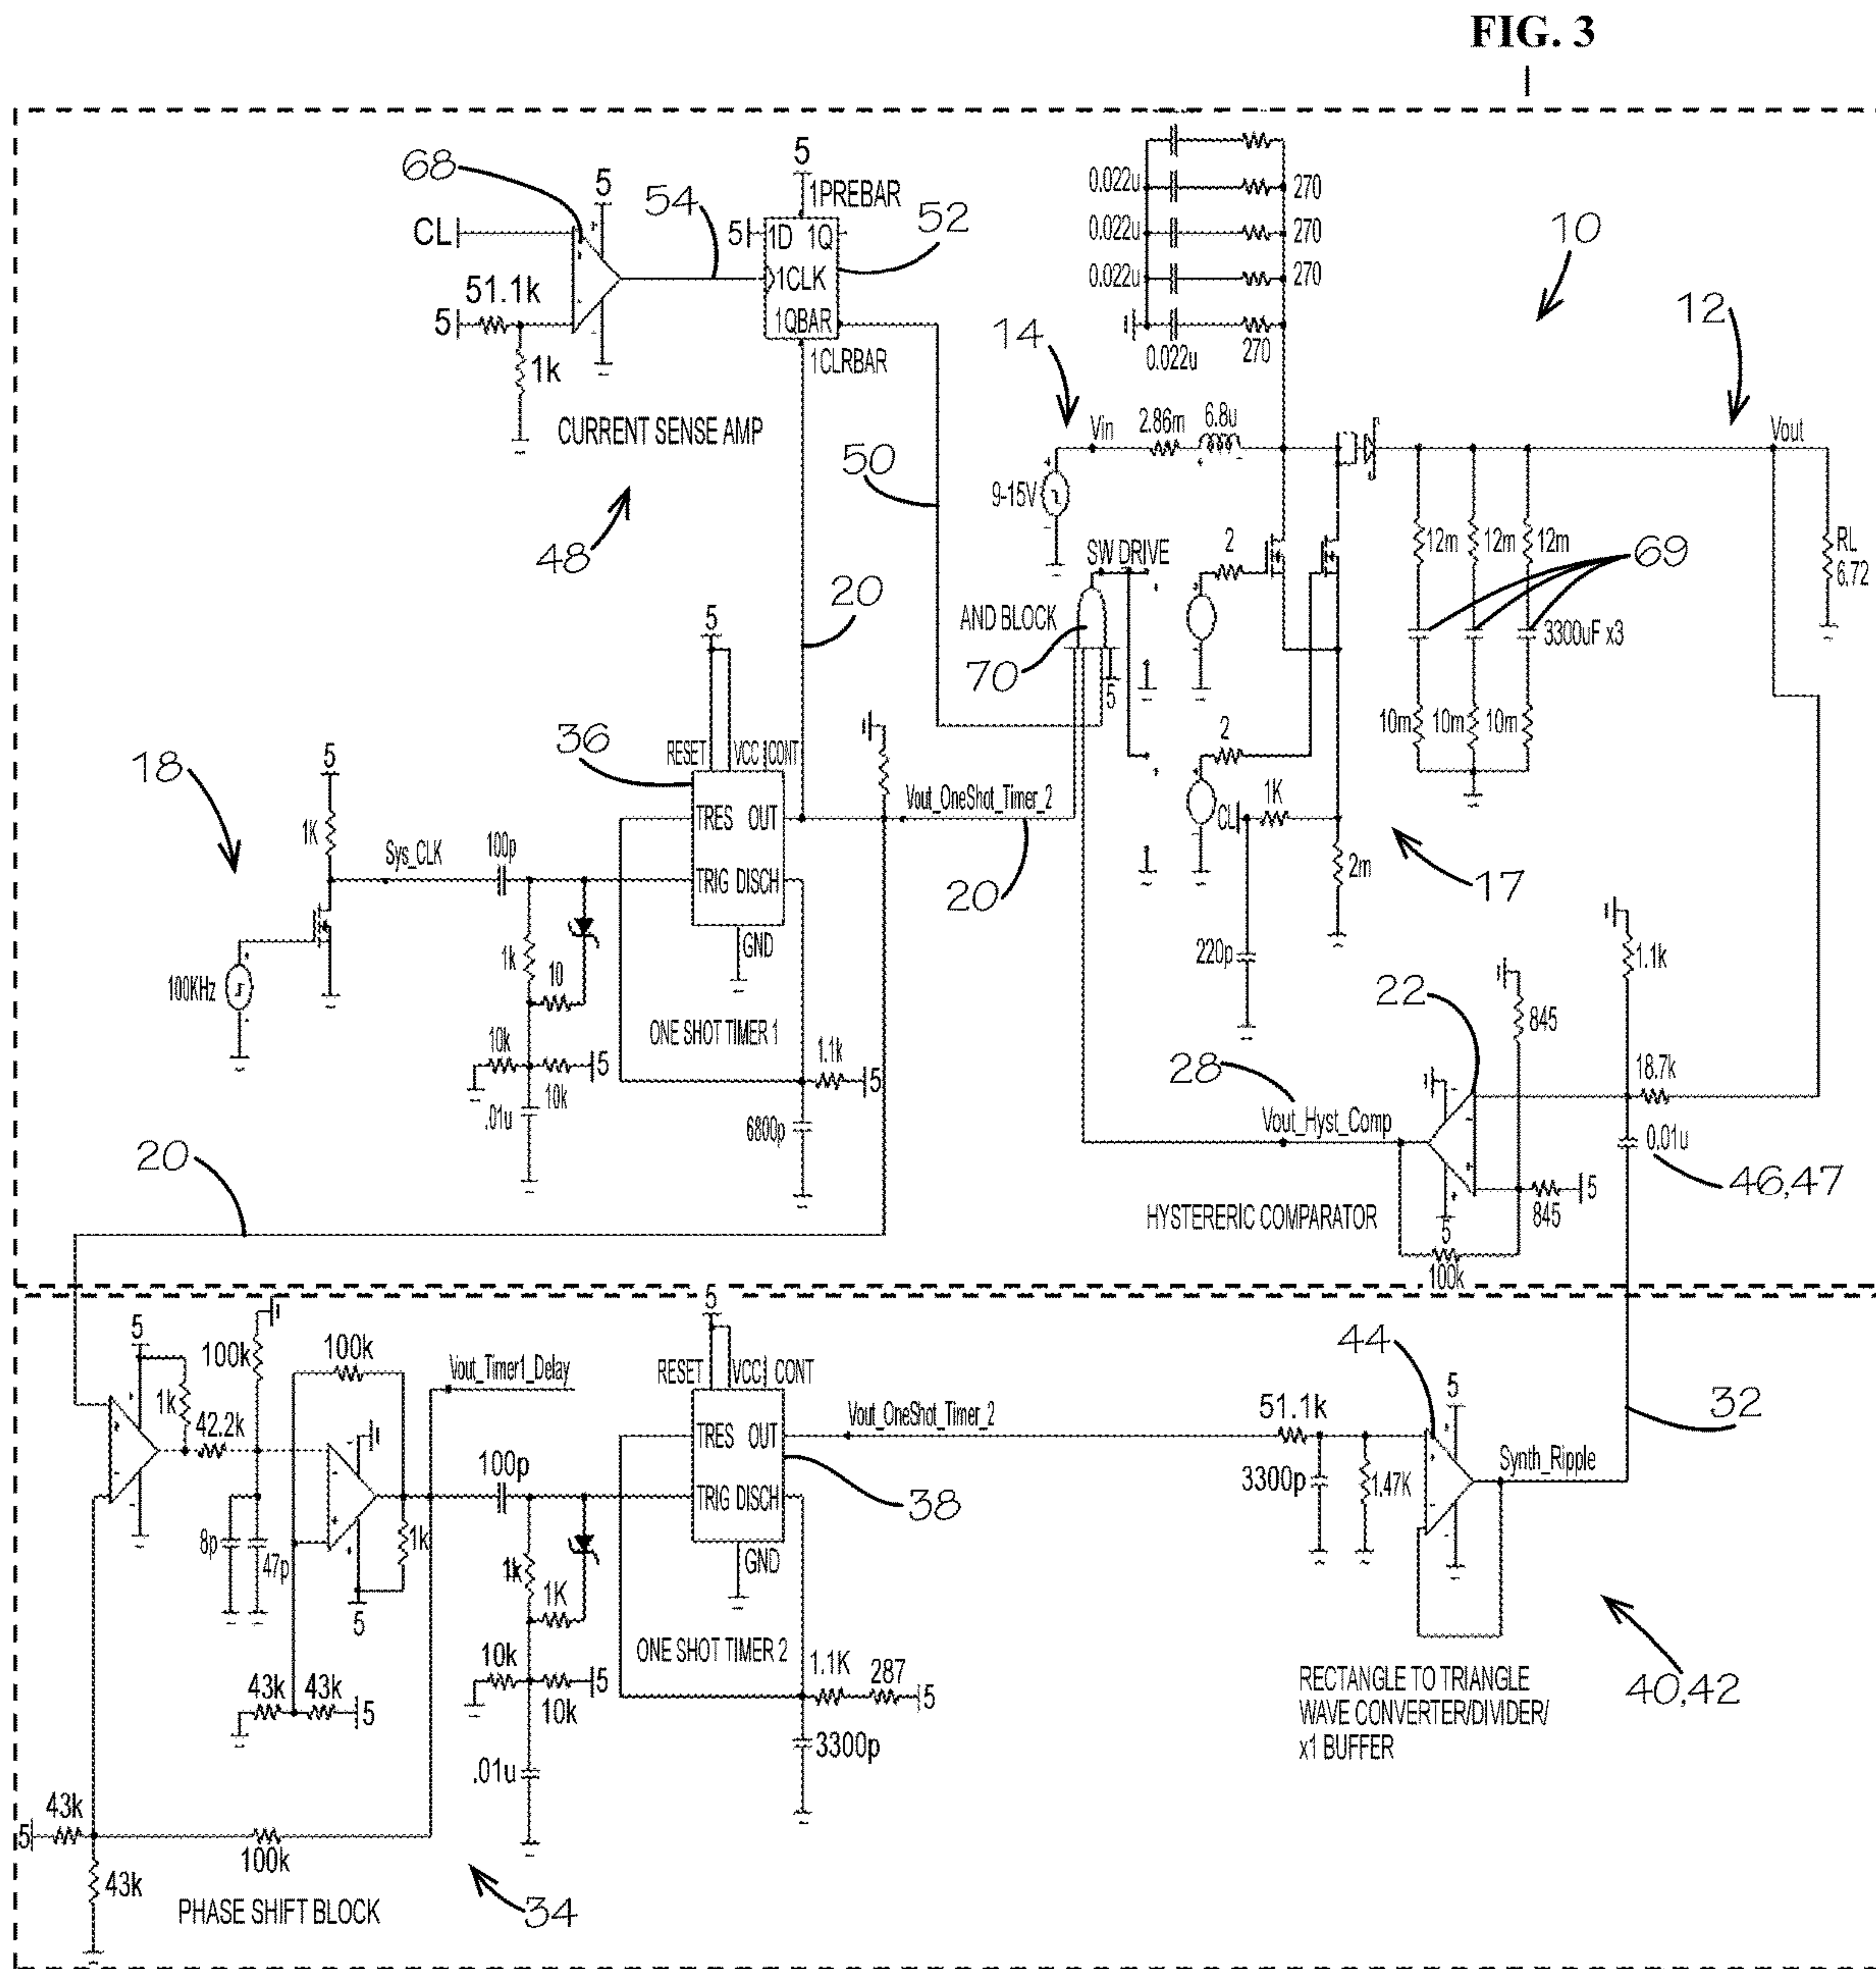 FIG. 3
68
5
5
1PREBAR
54
CL
5
1D 1Q
52
1CLK
51.1k
5
1QBAR
1k
1CLRBAR
CURRENT SENSE AMP
48
50
20
0.022u
270
0.022u
270
0.022u
270
0.022u
0.022u
270
10
14
12
Vin
2.86m
6.8u
Vout
9-15V
SW DRIVE
2
12m
12m
12m
69
RL
6.72
AND BLOCK
70
5
3300uF x3
10m
10m
10m
2
CL
1K
2m
17
220p
18
5
1K
Sys_CLK
100p
100KHz
36
5
RESET
VCC
CONT
TRES OUT
TRIG DISCH
GND
Vout_OneShot_Timer_2
20
1k
10
10k
5
10k
.01u
ONE SHOT TIMER 1
1.1k
5
6800p
20
1.1k
22
845
28
18.7k
Vout_Hyst_Comp
0.01u
46,47
5
845
5
HYSTERERIC COMPARATOR
100k
5
100k
1k
42.2k
100k
Vout_Timer1_Delay
8p
47p
1k
5
43k
43k
5
43k
5
100k
43k
PHASE SHIFT BLOCK
34
100p
5
RESET
VCC
CONT
TRES OUT
TRIG DISCH
GND
38
Vout_OneShot_Timer_2
1k
1K
10k
5
10k
.01u
ONE SHOT TIMER 2
1.1K
287
5
3300p
44
5
51.1k
3300p
1.47K
Synth_Ripple
32
40,42
RECTANGLE TO TRIANGLE
WAVE CONVERTER/DIVIDER/
x1 BUFFER